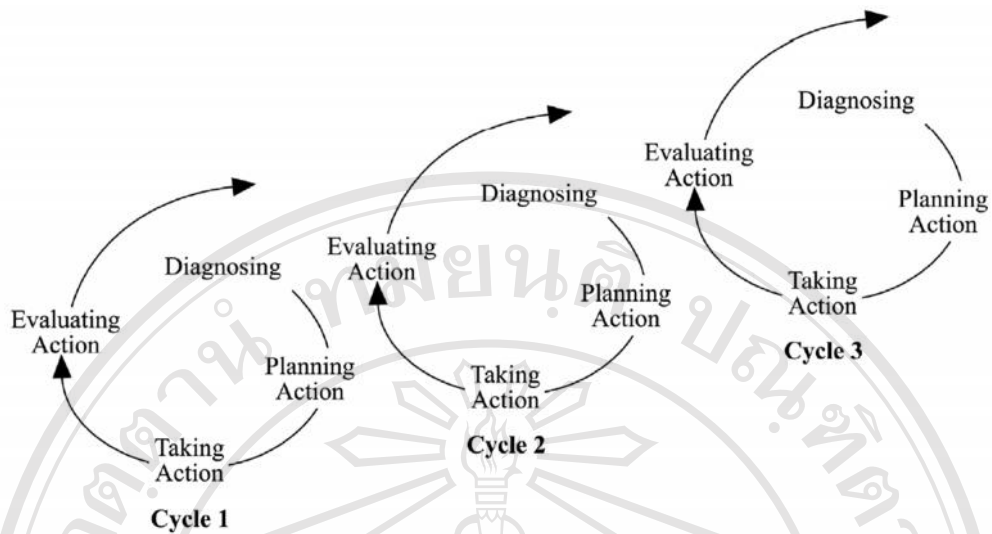 Diagnosing
Planning
Action
Taking
Action
Evaluating
Action
Cycle 1
Diagnosing
Planning
Action
Taking
Action
Evaluating
Action
Cycle 2
Diagnosing
Planning
Action
Taking
Action
Evaluating
Action
Cycle 3